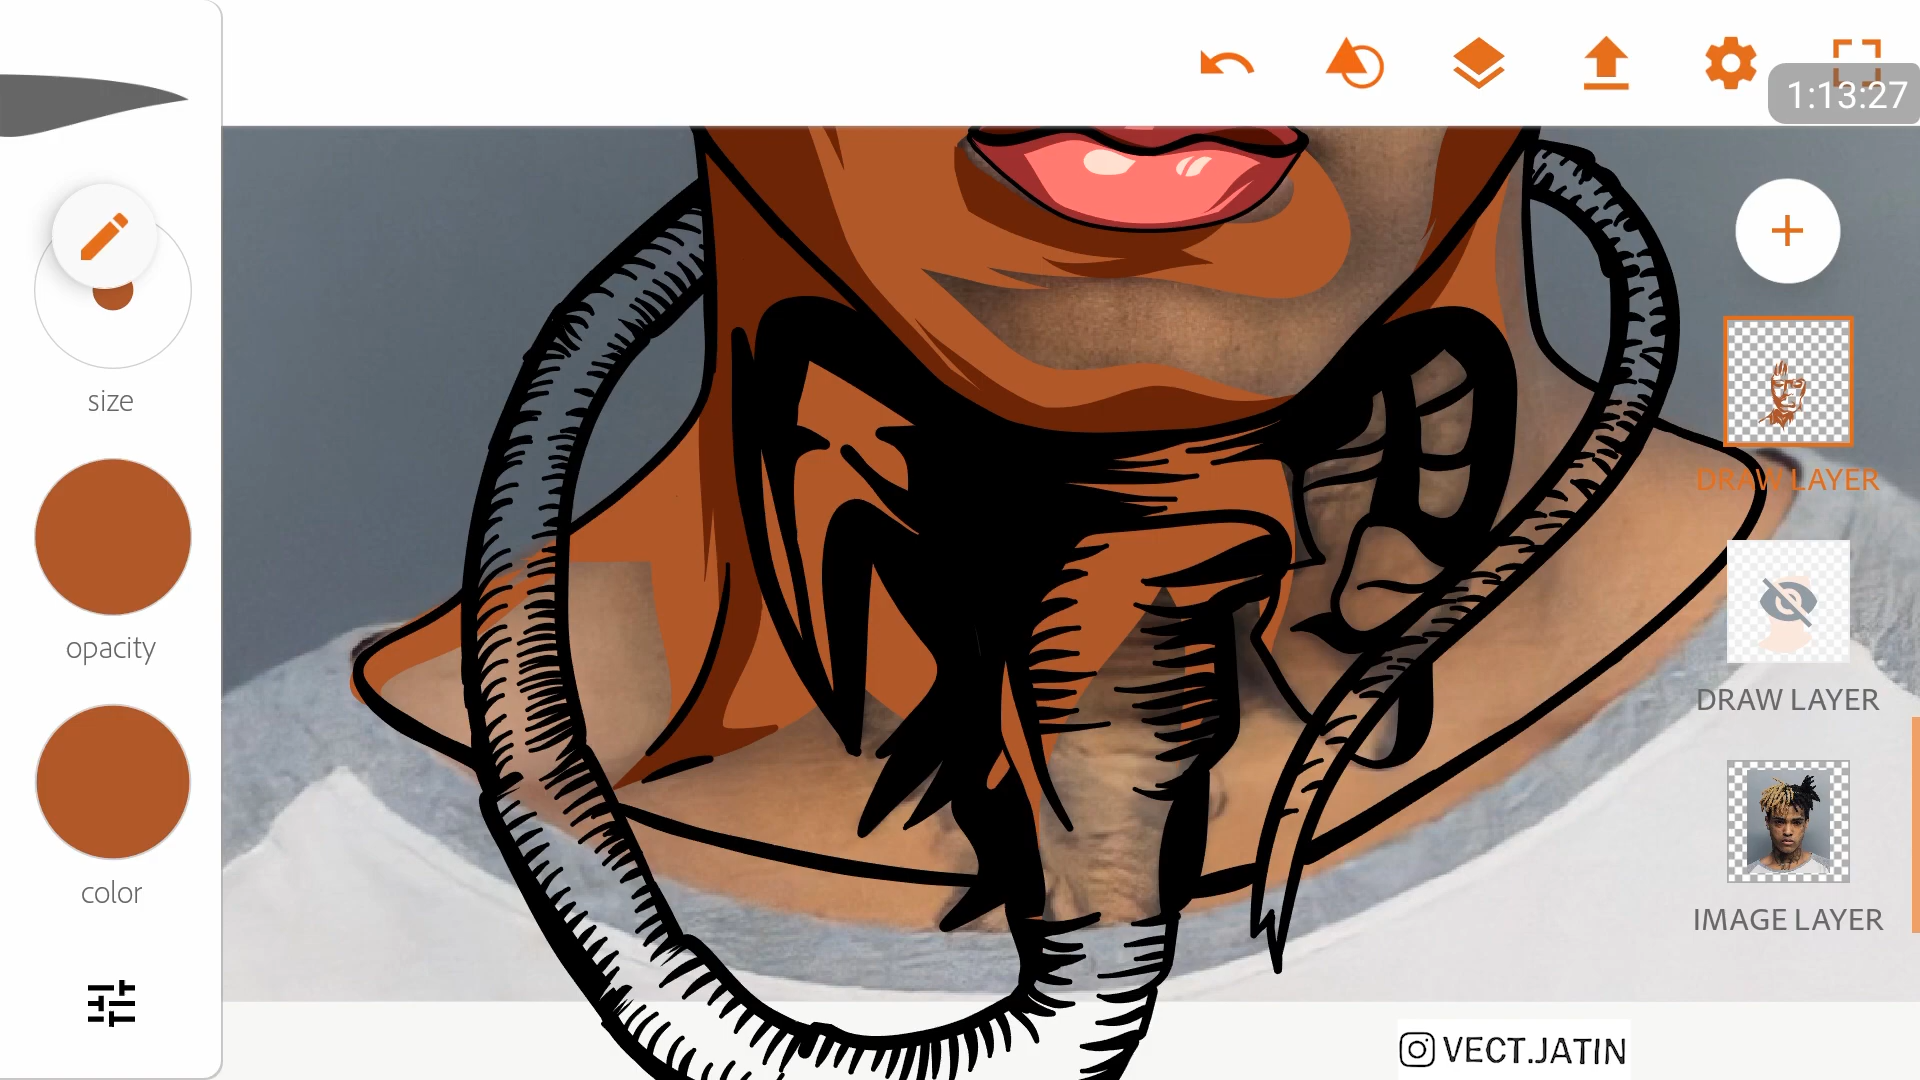 1:13:27
size
opacity
color
DRAW LAYER
DRAW LAYER
IMAGE LAYER
VECT.JATIN